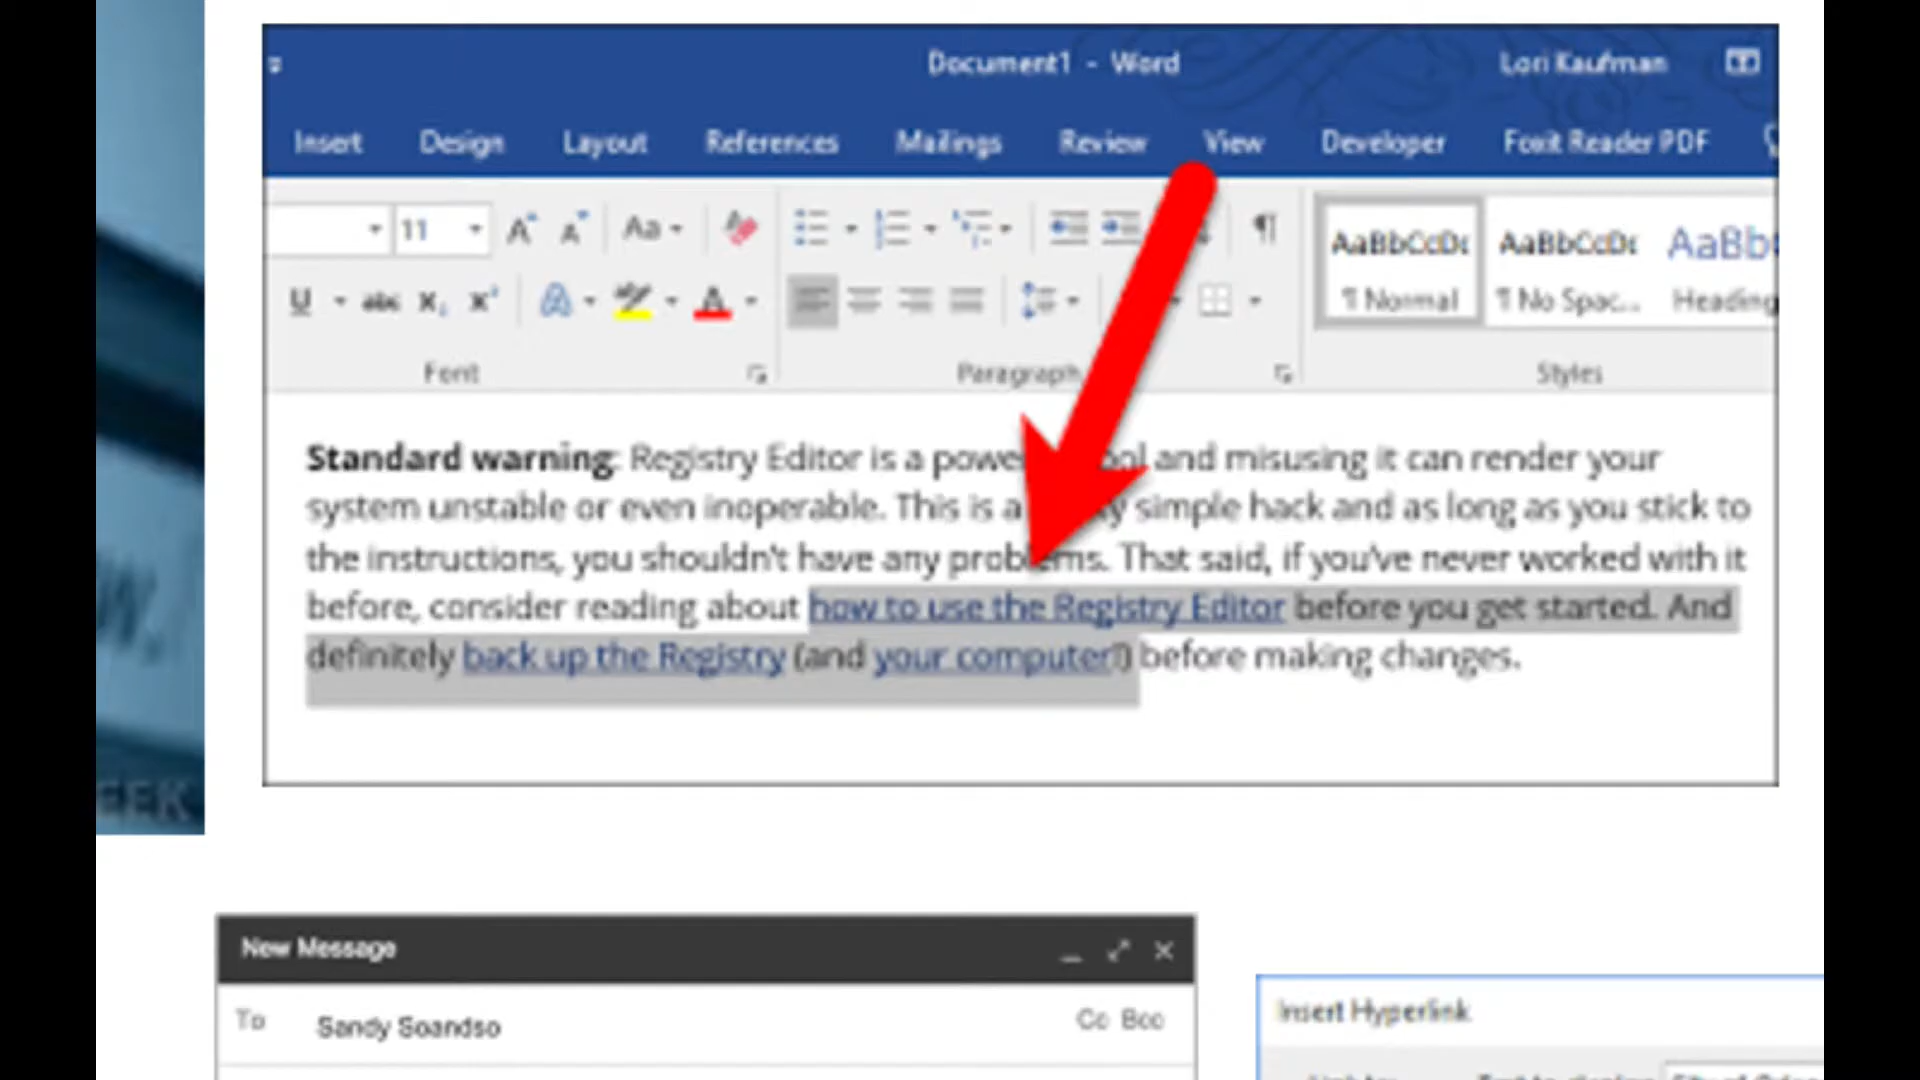 Document1 - Word
Lori Kaufman
Insert Design Layout References Mailings Review View Developer Foxit Reader PDF
11 Aa
AaBbCcDc AaBbCcDc AaBb
U abc x₂ x² A
¶ Normal ¶ No Spac... Heading
Font Paragraph Styles
Standard warning: Registry Editor is a and misusing it can render your
system unstable or even inoperable. This is a simple hack and as long as you stick to
the instructions, you shouldn't have any problems. That said, if you've never worked with it
before, consider reading about how to use the Registry Editor before you get started. And
definitely back up the Registry (and your computer!) before making changes.
EEK
New Message
To Sandy Soandso Cc Bcc
Insert Hyperlink